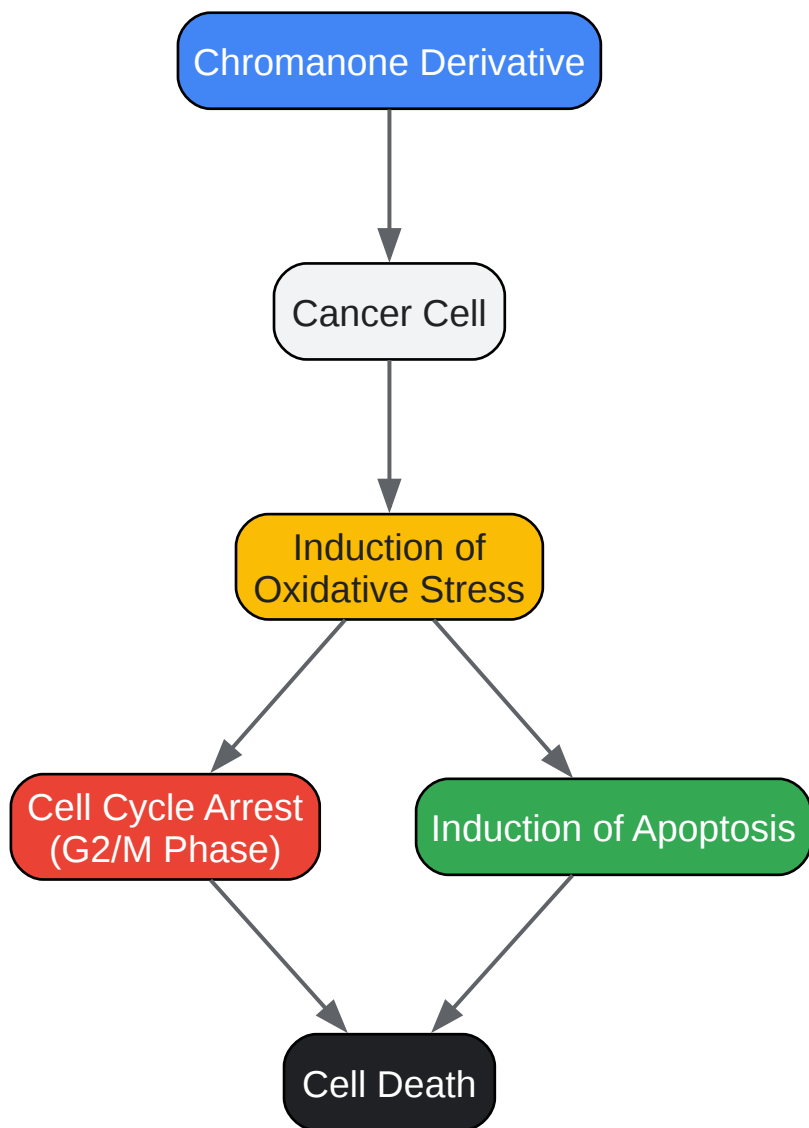 Chromanone Derivative
Cancer Cell
Induction of
Oxidative Stress
Cell Cycle Arrest
(G2/M Phase)
Induction of Apoptosis
Cell Death